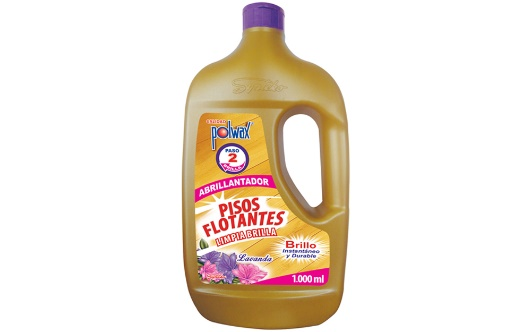 polwax
PASO
2
ABRILLANTADOR
PISOS
FLOTANTES
LIMPIA BRILLA
Lavanda
Brillo
Instantáneo
y Durable
1.000 ml